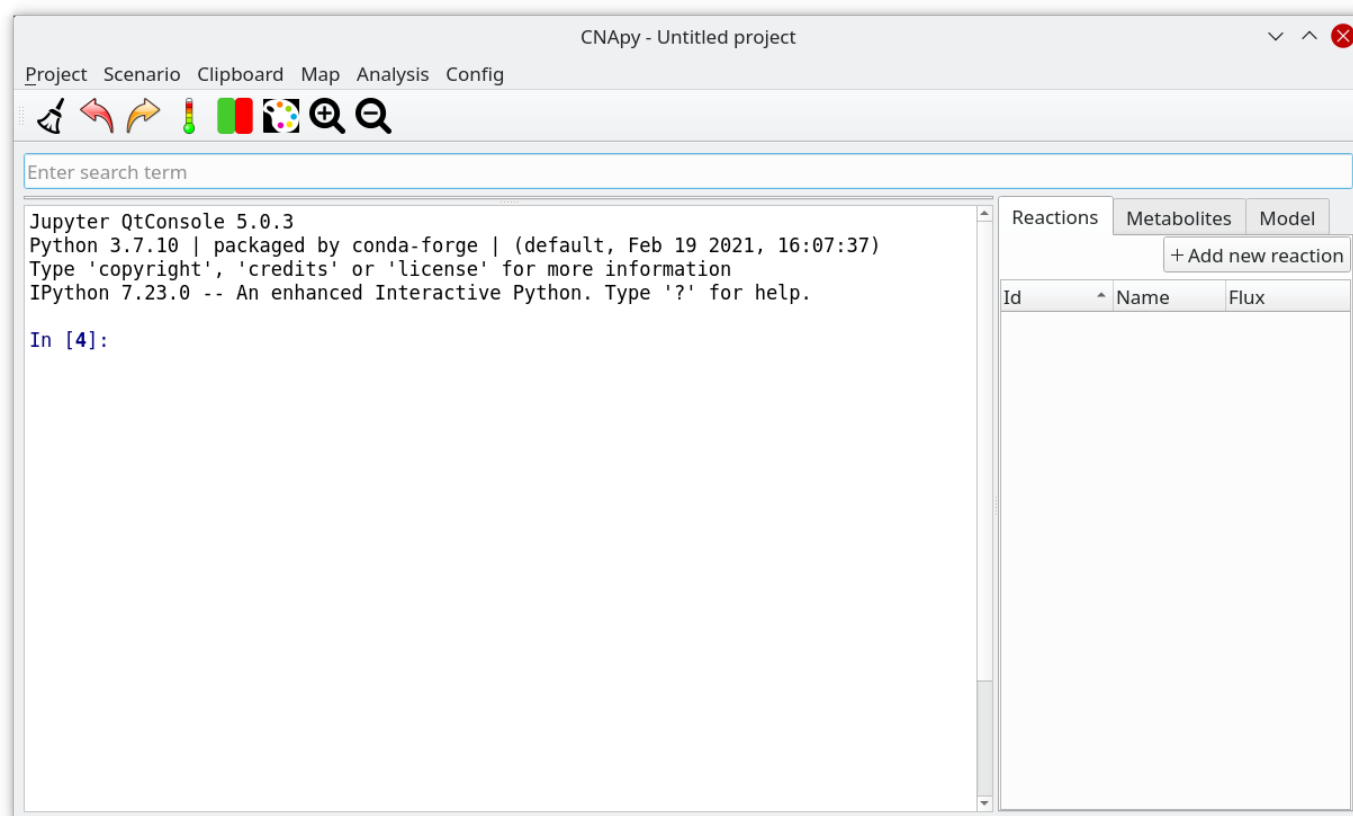 CNApy - Untitled project
Project Scenario Clipboard Map Analysis Config
Enter search term
Jupyter QtConsole 5.0.3
Python 3.7.10 | packaged by conda-forge | (default, Feb 19 2021, 16:07:37)
Type 'copyright', 'credits' or 'license' for more information
IPython 7.23.0 -- An enhanced Interactive Python. Type '?' for help.
In [4]:
Reactions Metabolites Model
+ Add new reaction
Id Name Flux